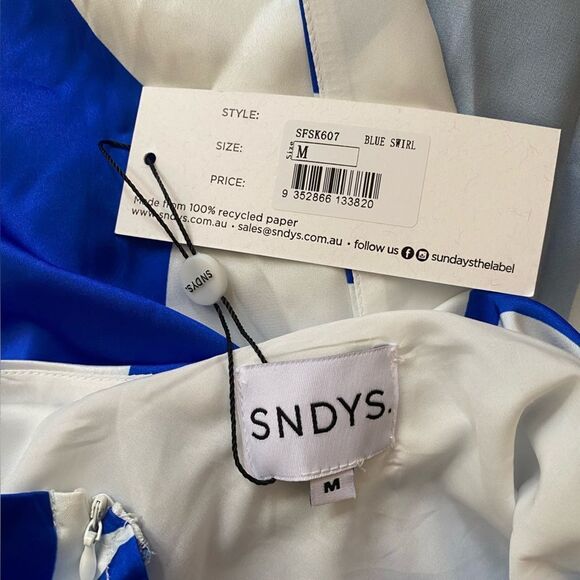 STYLE:
SFSK607 BLUE SWIRL
SIZE:
Size M
PRICE:
9 352866 133820
Made from 100% recycled paper
www.sndys.com.au • sales@sndys.com.au • follow us sundaysthelabel
SNDYS.
SNDYS.
M